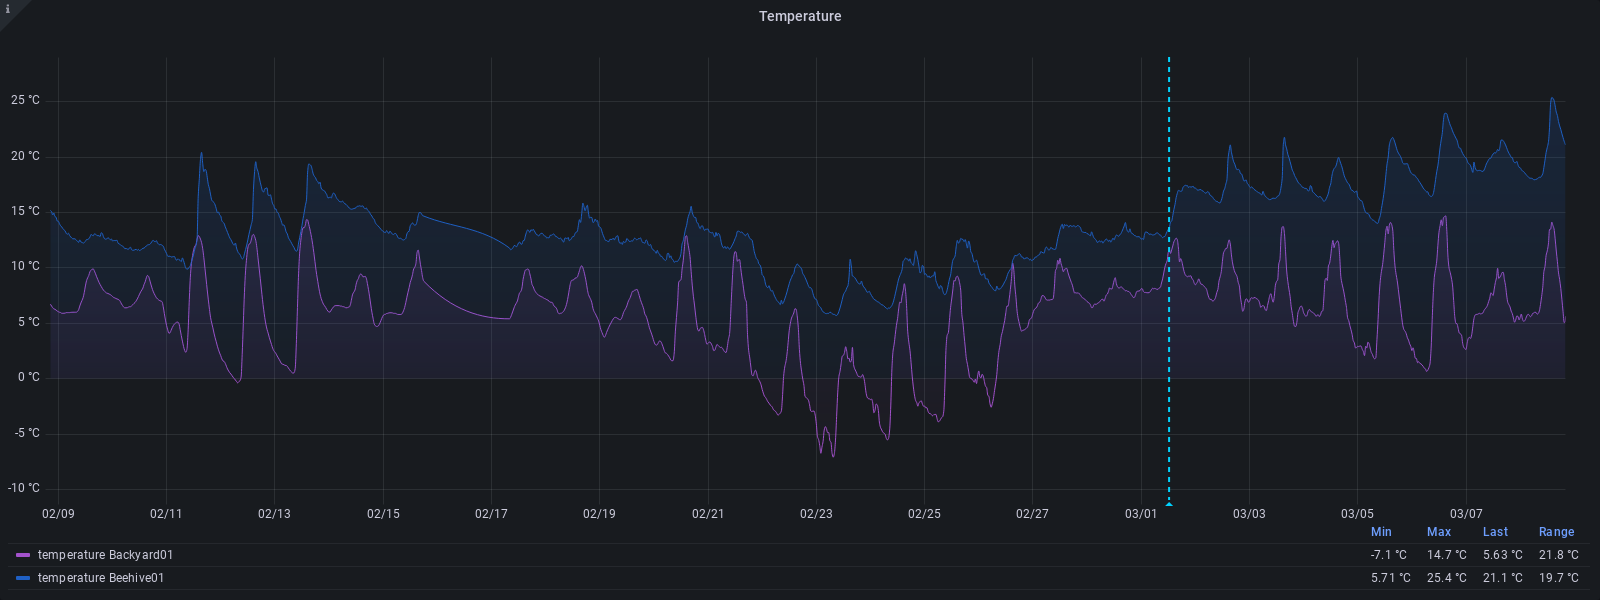 i
Temperature
25 °C
20 °C
15 °C
10 °C
5 °C
0 °C
-5 °C
-10 °C
02/09 02/11 02/13 02/15 02/17 02/19 02/21 02/23 02/25 02/27 03/01 03/03 03/05 03/07
Min Max Last Range
temperature Backyard01 -7.1 °C 14.7 °C 5.63 °C 21.8 °C
temperature Beehive01 5.71 °C 25.4 °C 21.1 °C 19.7 °C